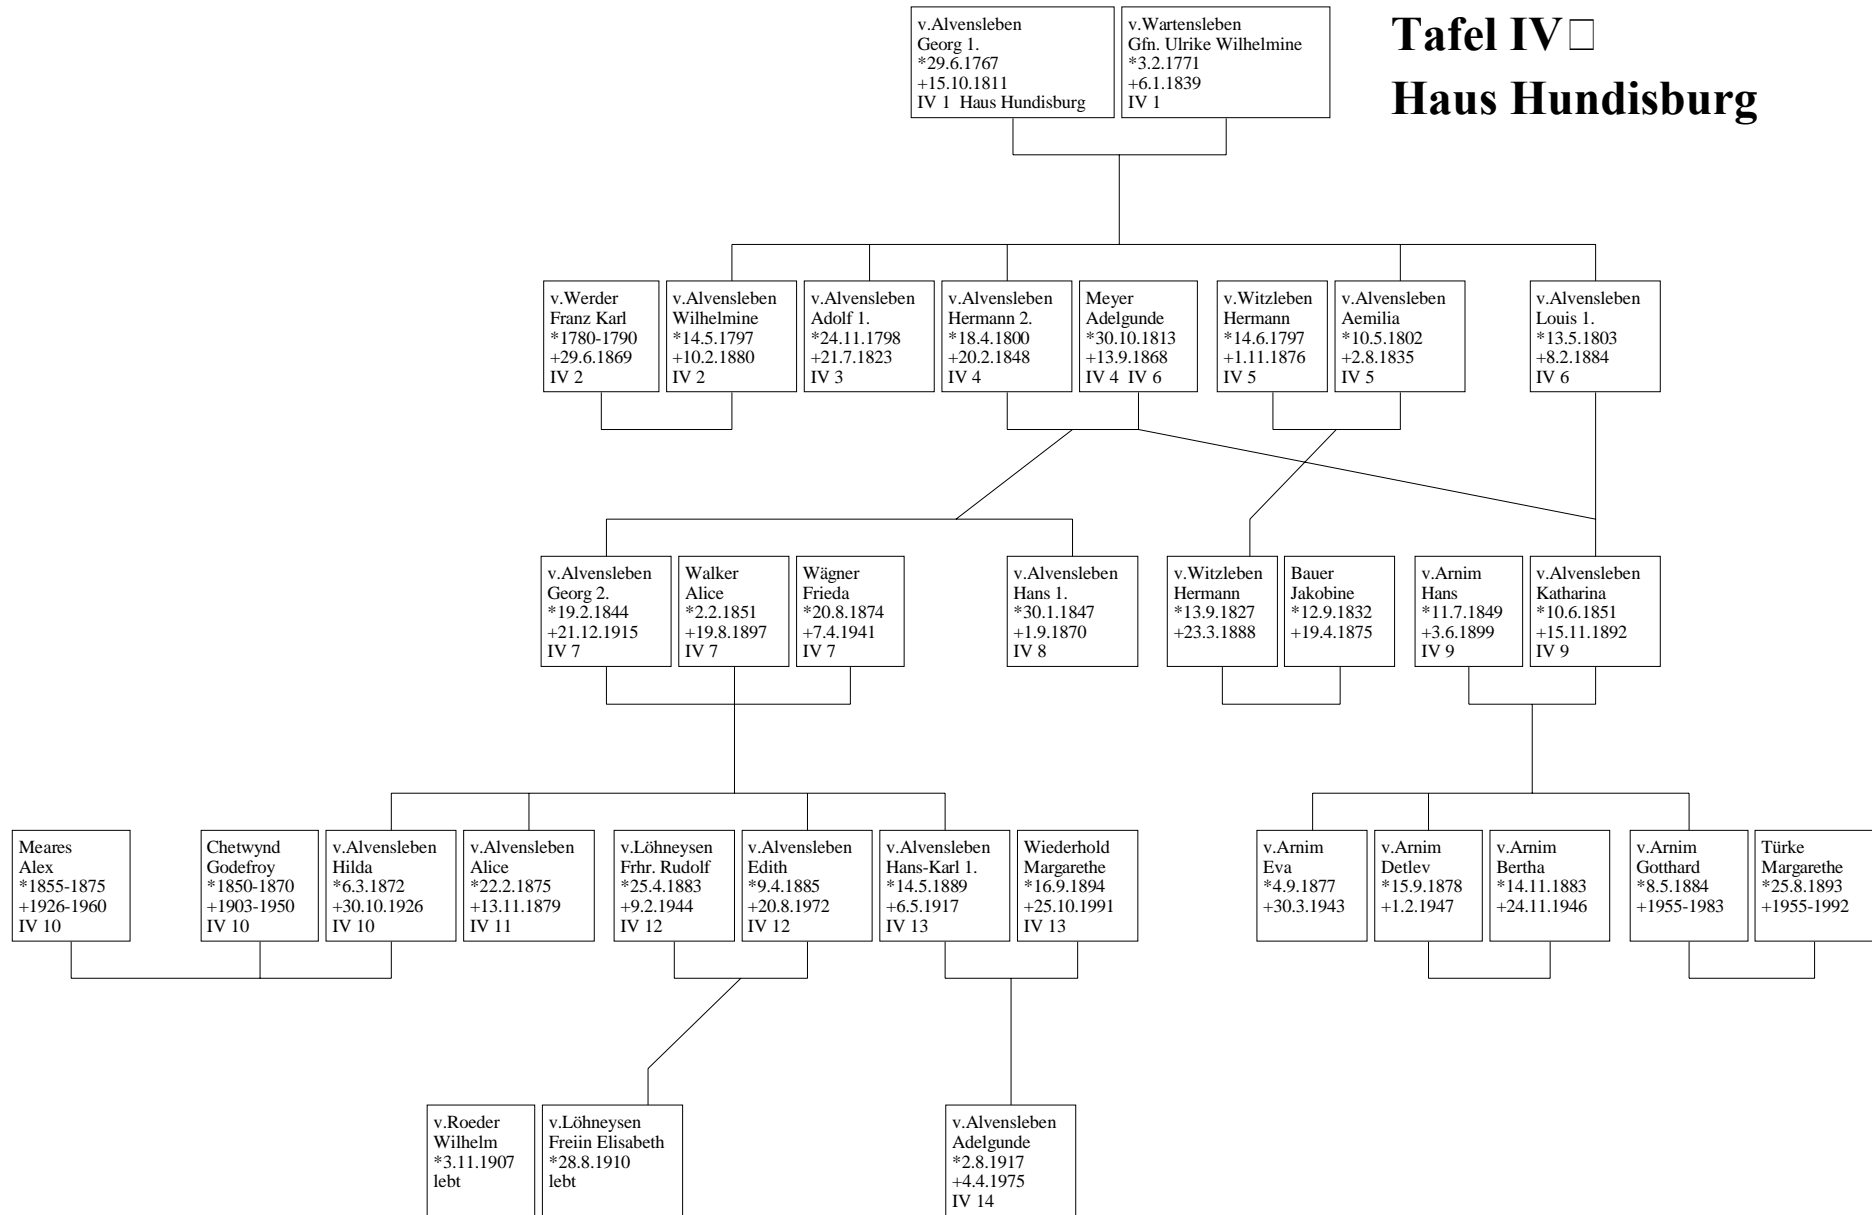 Tafel IV
Haus Hundisburg
v.Alvensleben
Georg 1.
*29.6.1767
+15.10.1811
IV 1 Haus Hundisburg
v.Wartensleben
Gfn. Ulrike Wilhelmine
*3.2.1771
+6.1.1839
IV 1
v.Werder
Franz Karl
*1780-1790
+29.6.1869
IV 2
v.Alvensleben
Wilhelmine
*14.5.1797
+10.2.1880
IV 2
v.Alvensleben
Adolf 1.
*24.11.1798
+21.7.1823
IV 3
v.Alvensleben
Hermann 2.
*18.4.1800
+20.2.1848
IV 4
Meyer
Adelgunde
*30.10.1813
+13.9.1868
IV 4 IV 6
v.Witzleben
Hermann
*14.6.1797
+1.11.1876
IV 5
v.Alvensleben
Aemilia
*10.5.1802
+2.8.1835
IV 5
v.Alvensleben
Louis 1.
*13.5.1803
+8.2.1884
IV 6
v.Alvensleben
Georg 2.
*19.2.1844
+21.12.1915
IV 7
Walker
Alice
*2.2.1851
+19.8.1897
IV 7
Wägner
Frieda
*20.8.1874
+7.4.1941
IV 7
v.Alvensleben
Hans 1.
*30.1.1847
+1.9.1870
IV 8
v.Witzleben
Hermann
*13.9.1827
+23.3.1888
Bauer
Jakobine
*12.9.1832
+19.4.1875
v.Arnim
Hans
*11.7.1849
+3.6.1899
IV 9
v.Alvensleben
Katharina
*10.6.1851
+15.11.1892
IV 9
Meares
Alex
*1855-1875
+1926-1960
IV 10
Chetwynd
Godefroy
*1850-1870
+1903-1950
IV 10
v.Alvensleben
Hilda
*6.3.1872
+30.10.1926
IV 10
v.Alvensleben
Alice
*22.2.1875
+13.11.1879
IV 11
v.Löhneysen
Frhr. Rudolf
*25.4.1883
+9.2.1944
IV 12
v.Alvensleben
Edith
*9.4.1885
+20.8.1972
IV 12
v.Alvensleben
Hans-Karl 1.
*14.5.1889
+6.5.1917
IV 13
Wiederhold
Margarethe
*16.9.1894
+25.10.1991
IV 13
v.Arnim
Eva
*4.9.1877
+30.3.1943
v.Arnim
Detlev
*15.9.1878
+1.2.1947
v.Arnim
Bertha
*14.11.1883
+24.11.1946
v.Arnim
Gotthard
*8.5.1884
+1955-1983
Türke
Margarethe
*25.8.1893
+1955-1992
v.Roeder
Wilhelm
*3.11.1907
lebt
v.Löhneysen
Freiin Elisabeth
*28.8.1910
lebt
v.Alvensleben
Adelgunde
*2.8.1917
+4.4.1975
IV 14